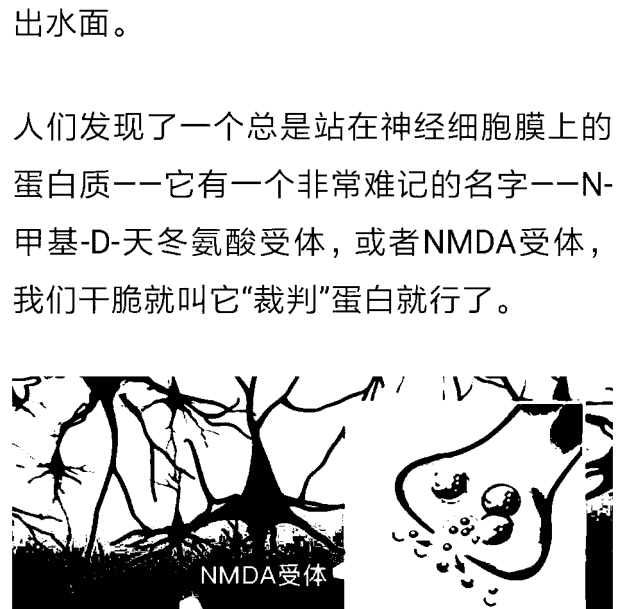 出水面。
人们发现了一个总是站在神经细胞膜上的
蛋白质——它有一个非常难记的名字——N-
甲基-D-天冬氨酸受体，或者NMDA受体，
我们干脆就叫它“裁判”蛋白就行了。
NMDA受体